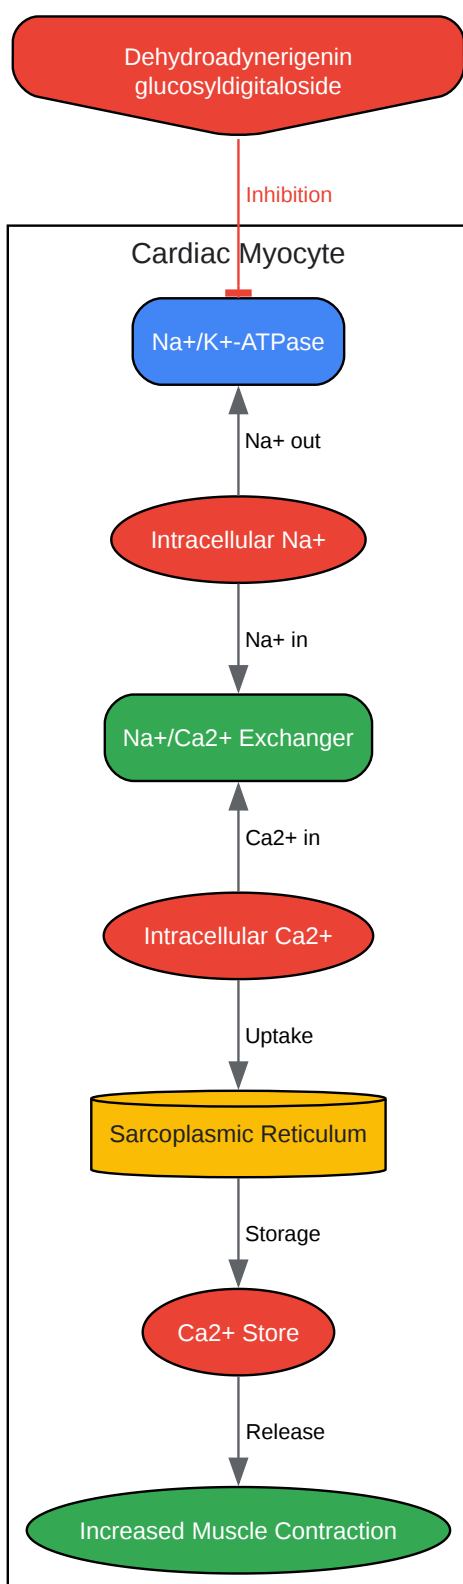 Dehydroadynerigenin
glucosyldigitaloside
Inhibition
Cardiac Myocyte
Na+/K+-ATPase
Na+ out
Intracellular Na+
Na+ in
Na+/Ca2+ Exchanger
Ca2+ in
Intracellular Ca2+
Uptake
Sarcoplasmic Reticulum
Storage
Ca2+ Store
Release
Increased Muscle Contraction